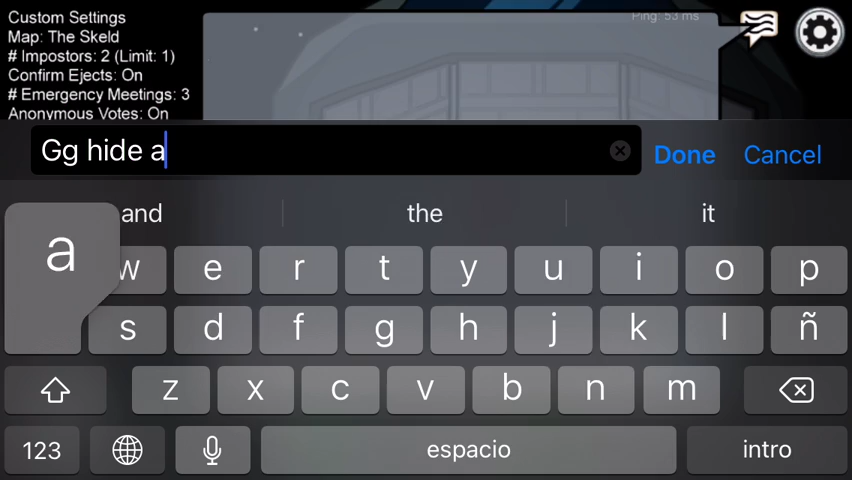 Custom Settings
Ping: 53 ms
Map: The Skeld
# Impostors: 2 (Limit: 1)
Confirm Ejects: On
# Emergency Meetings: 3
Anonymous Votes: On
Gg hide a
Done
Cancel
and
the
it
a
w e r t y u i o p
s d f g h j k l ñ
z x c v b n m
123
espacio
intro